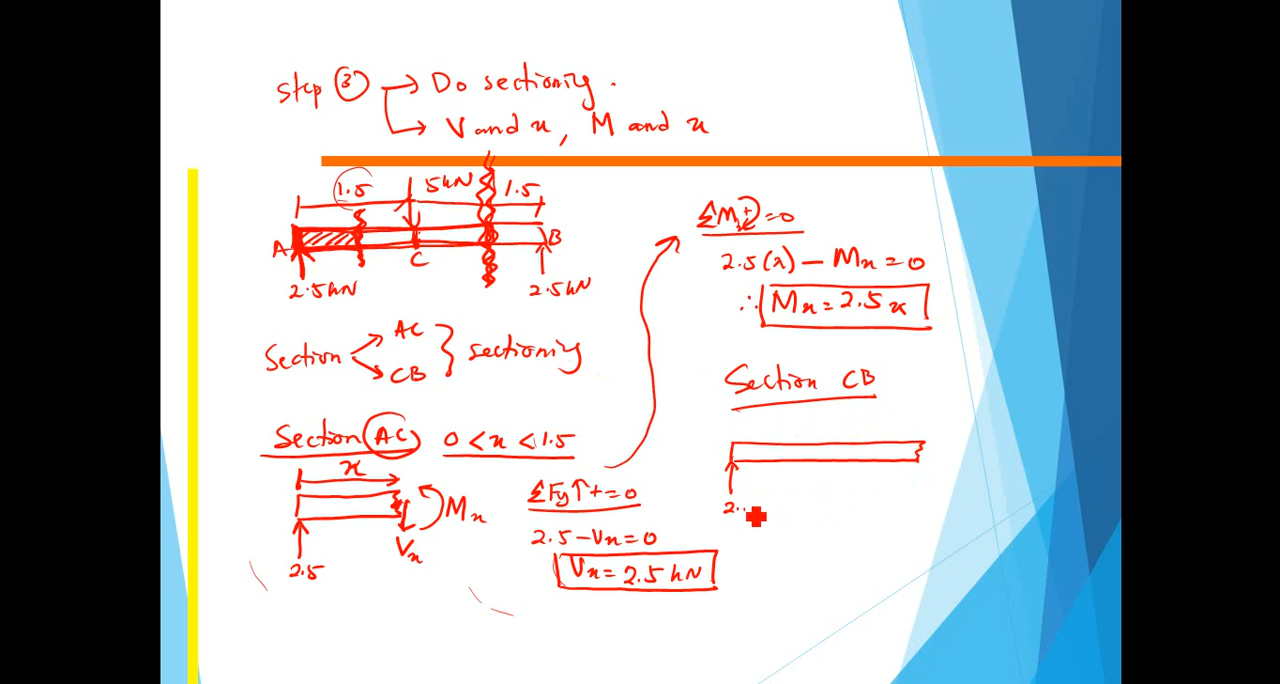 Step ③ → Do sectioning.
→ V and x, M and x
1.5 5kN 1.5
A C B
2.5kN 2.5kN
Section AC CB } sectioning
Section AC 0 < x < 1.5
x
Mx
Vx
2.5
ΣFy↑+=0
2.5-Vx=0
Vx=2.5kN
ΣMx+=0
2.5(x)-Mx=0
∴ Mx=2.5x
Section CB
2.